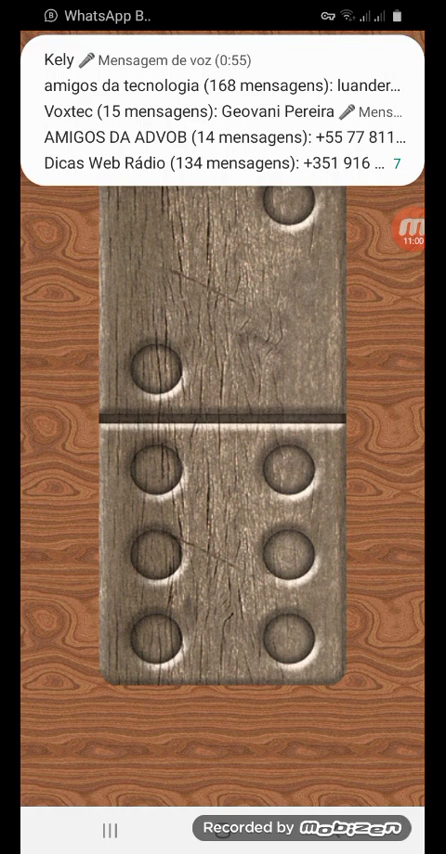 WhatsApp B..
Kely 🎤 Mensagem de voz (0:55)
amigos da tecnologia (168 mensagens): luander...
Voxtec (15 mensagens): Geovani Pereira 🎤 Mens...
AMIGOS DA ADVOB (14 mensagens): +55 77 811...
Dicas Web Rádio (134 mensagens): +351 916 ... 7
11:00
Recorded by mobizen